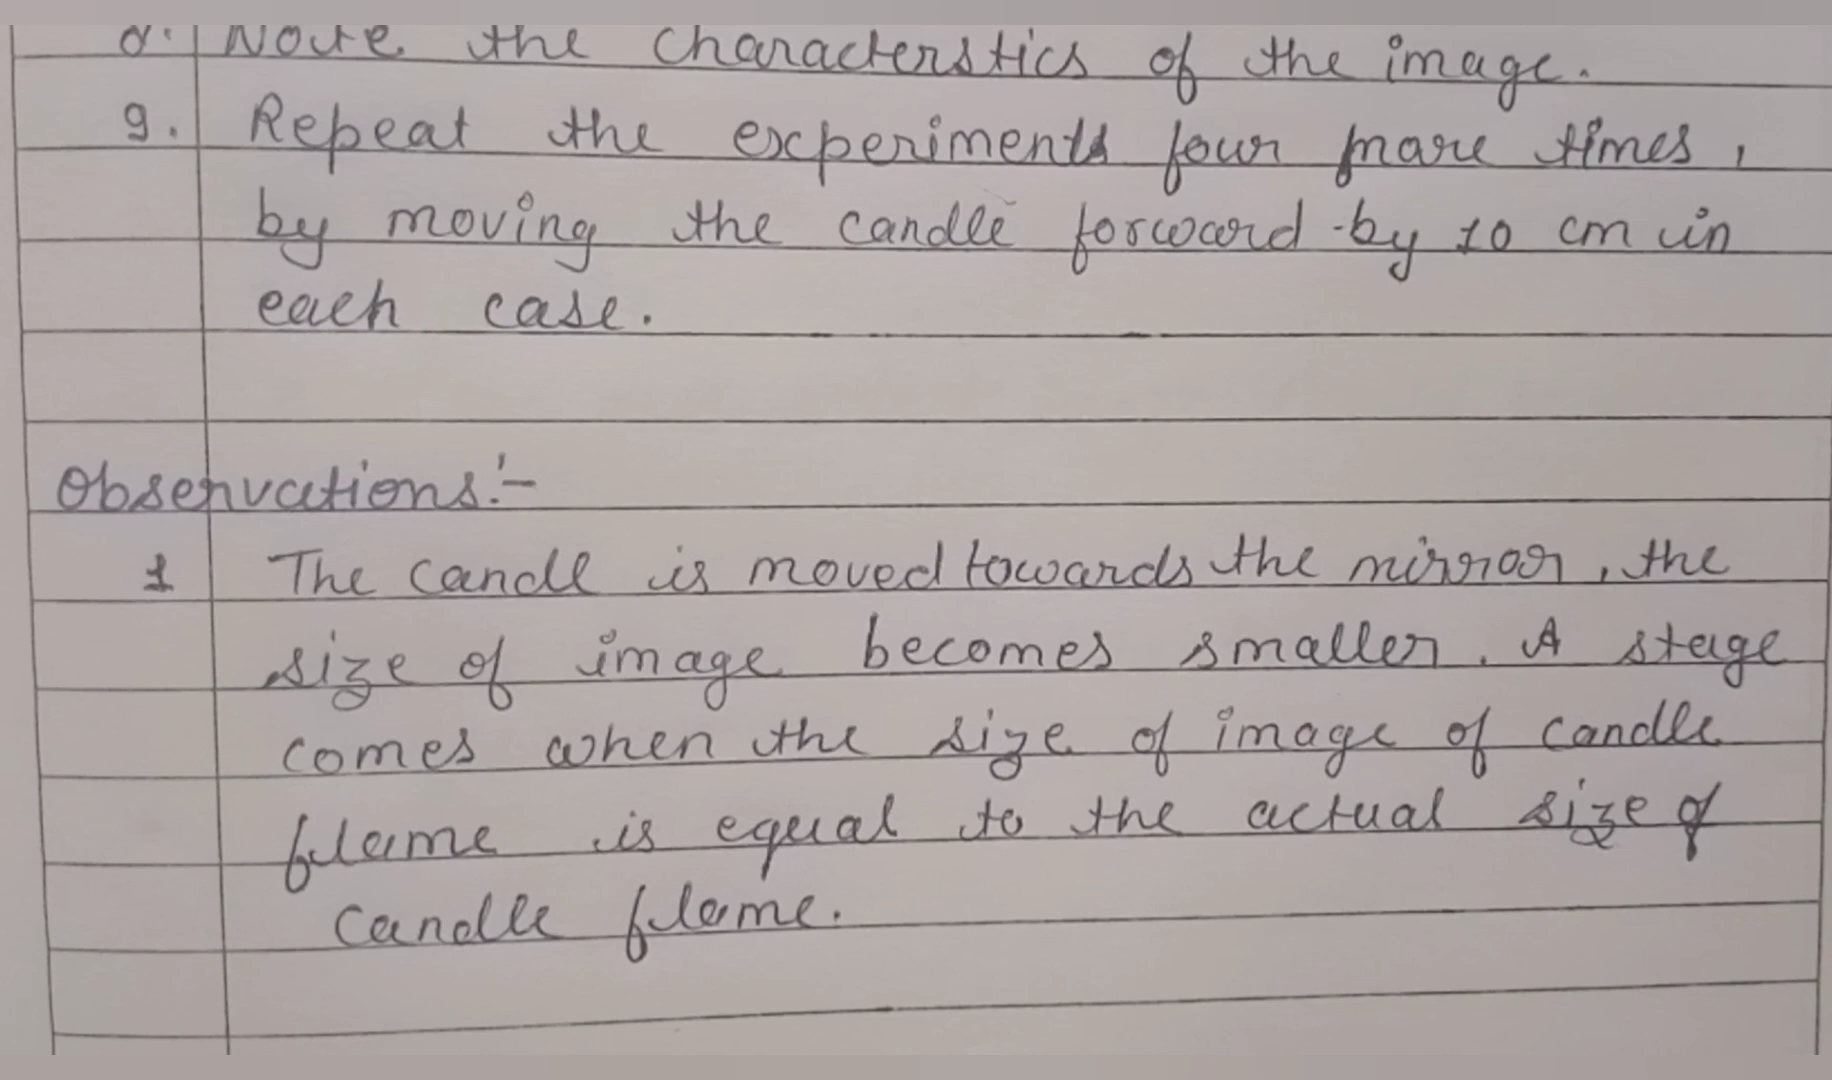 8. Note the characterstics of the image.
9. Repeat the experiments four more times,
by moving the candle forward by 10 cm in
each case.
Observations:-
1 The candle is moved towards the mirror, the
size of image becomes smaller. A stage
comes when the size of image of candle
flame is equal to the actual size of
candle flame.